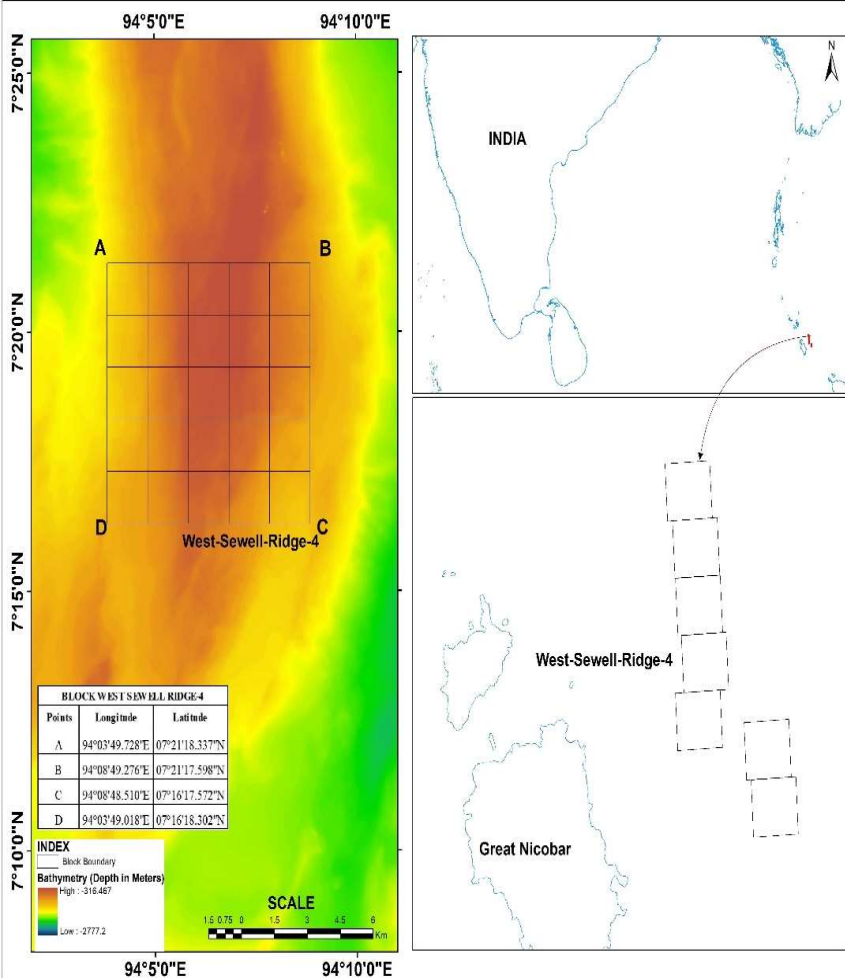 94°5'0"E 94°10'0"E
7°25'0"N
7°20'0"N
7°15'0"N
7°10'0"N
A B
D C
West-Sewell-Ridge-4
BLOCK WEST SEWELL RIDGE-4
Points Longitude Latitude
A 94°03'49.728"E 07°21'18.337"N
B 94°08'49.276"E 07°21'17.598"N
C 94°08'48.510"E 07°16'17.572"N
D 94°03'49.018"E 07°16'18.302"N
INDEX
Block Boundary
Bathymetry (Depth in Meters)
High : -316.467
Low : -2777.2
SCALE
1.5 0.75 0 1.5 3 4.5 6
Km
94°5'0"E 94°10'0"E
N
INDIA
West-Sewell-Ridge-4
Great Nicobar